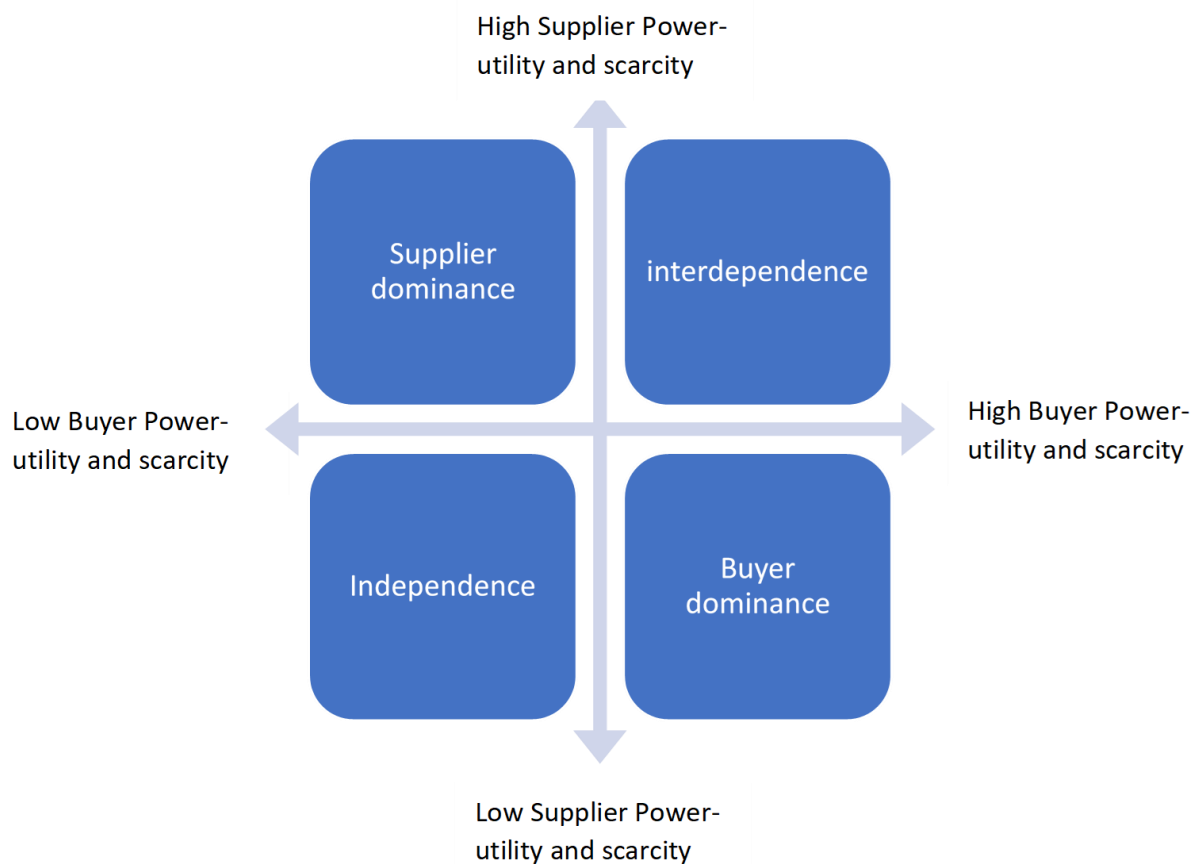 High Supplier Power-
utility and scarcity
Supplier
dominance
interdependence
Low Buyer Power-
utility and scarcity
High Buyer Power-
utility and scarcity
Independence
Buyer
dominance
Low Supplier Power-
utility and scarcity